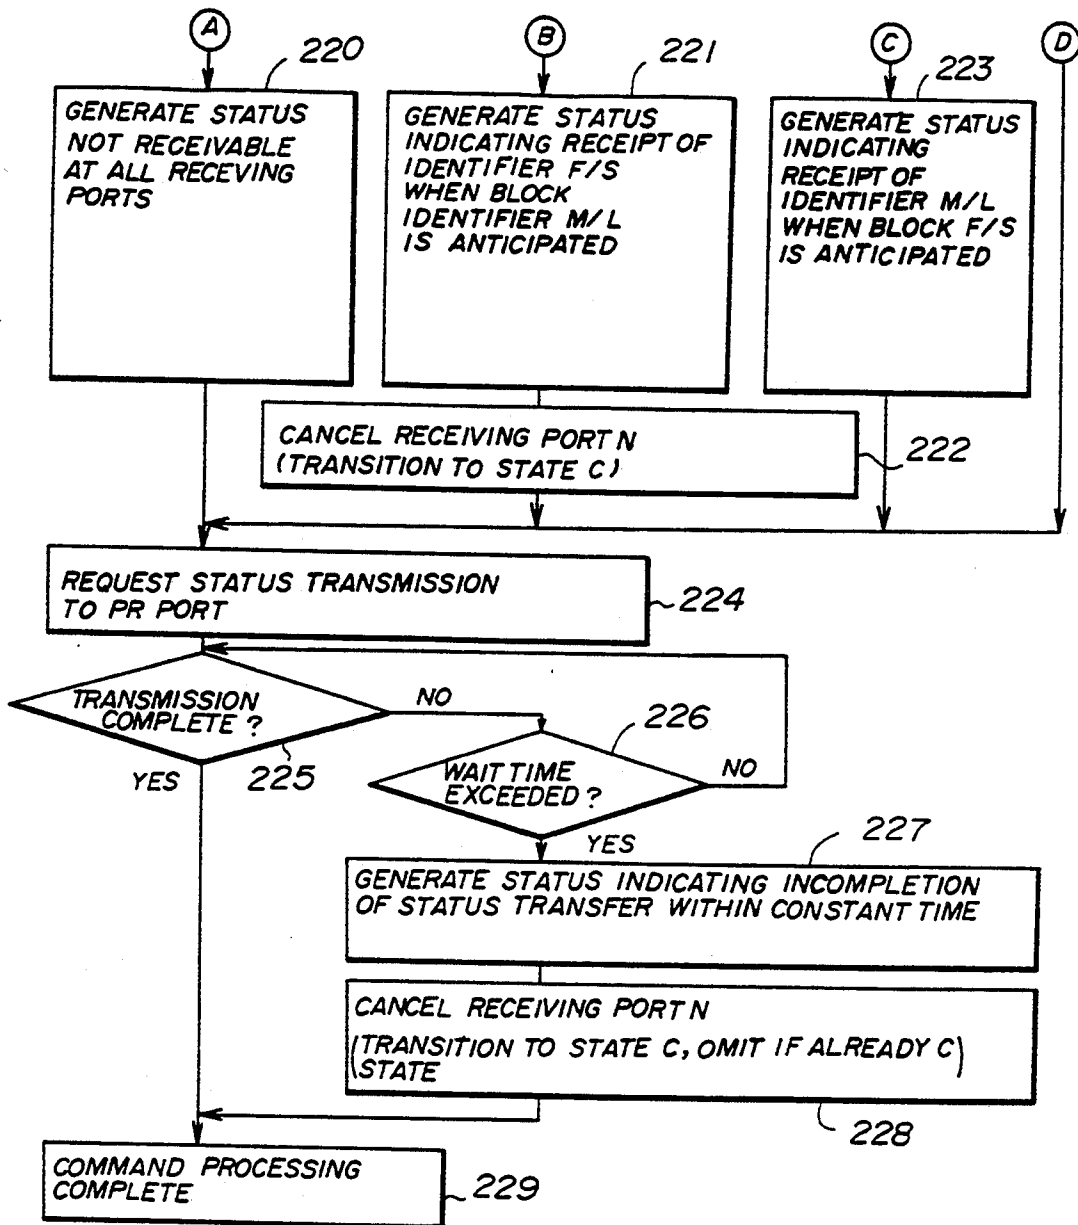 A
B
C
D
220
GENERATE STATUS
NOT RECEIVABLE
AT ALL RECEVING
PORTS
221
GENERATE STATUS
INDICATING RECEIPT OF
IDENTIFIER F/S
WHEN BLOCK
IDENTIFIER M/L
IS ANTICIPATED
223
GENERATE STATUS
INDICATING
RECEIPT OF
IDENTIFIER M/L
WHEN BLOCK F/S
IS ANTICIPATED
CANCEL RECEIVING PORT N
(TRANSITION TO STATE C)
222
REQUEST STATUS TRANSMISSION
TO PR PORT
224
TRANSMISSION
COMPLETE ?
NO
225
YES
226
WAIT TIME
EXCEEDED ?
NO
YES
227
GENERATE STATUS INDICATING INCOMPLETION
OF STATUS TRANSFER WITHIN CONSTANT TIME
CANCEL RECEIVING PORT N
(TRANSITION TO STATE C, OMIT IF ALREADY C)
STATE
228
COMMAND PROCESSING
COMPLETE
229